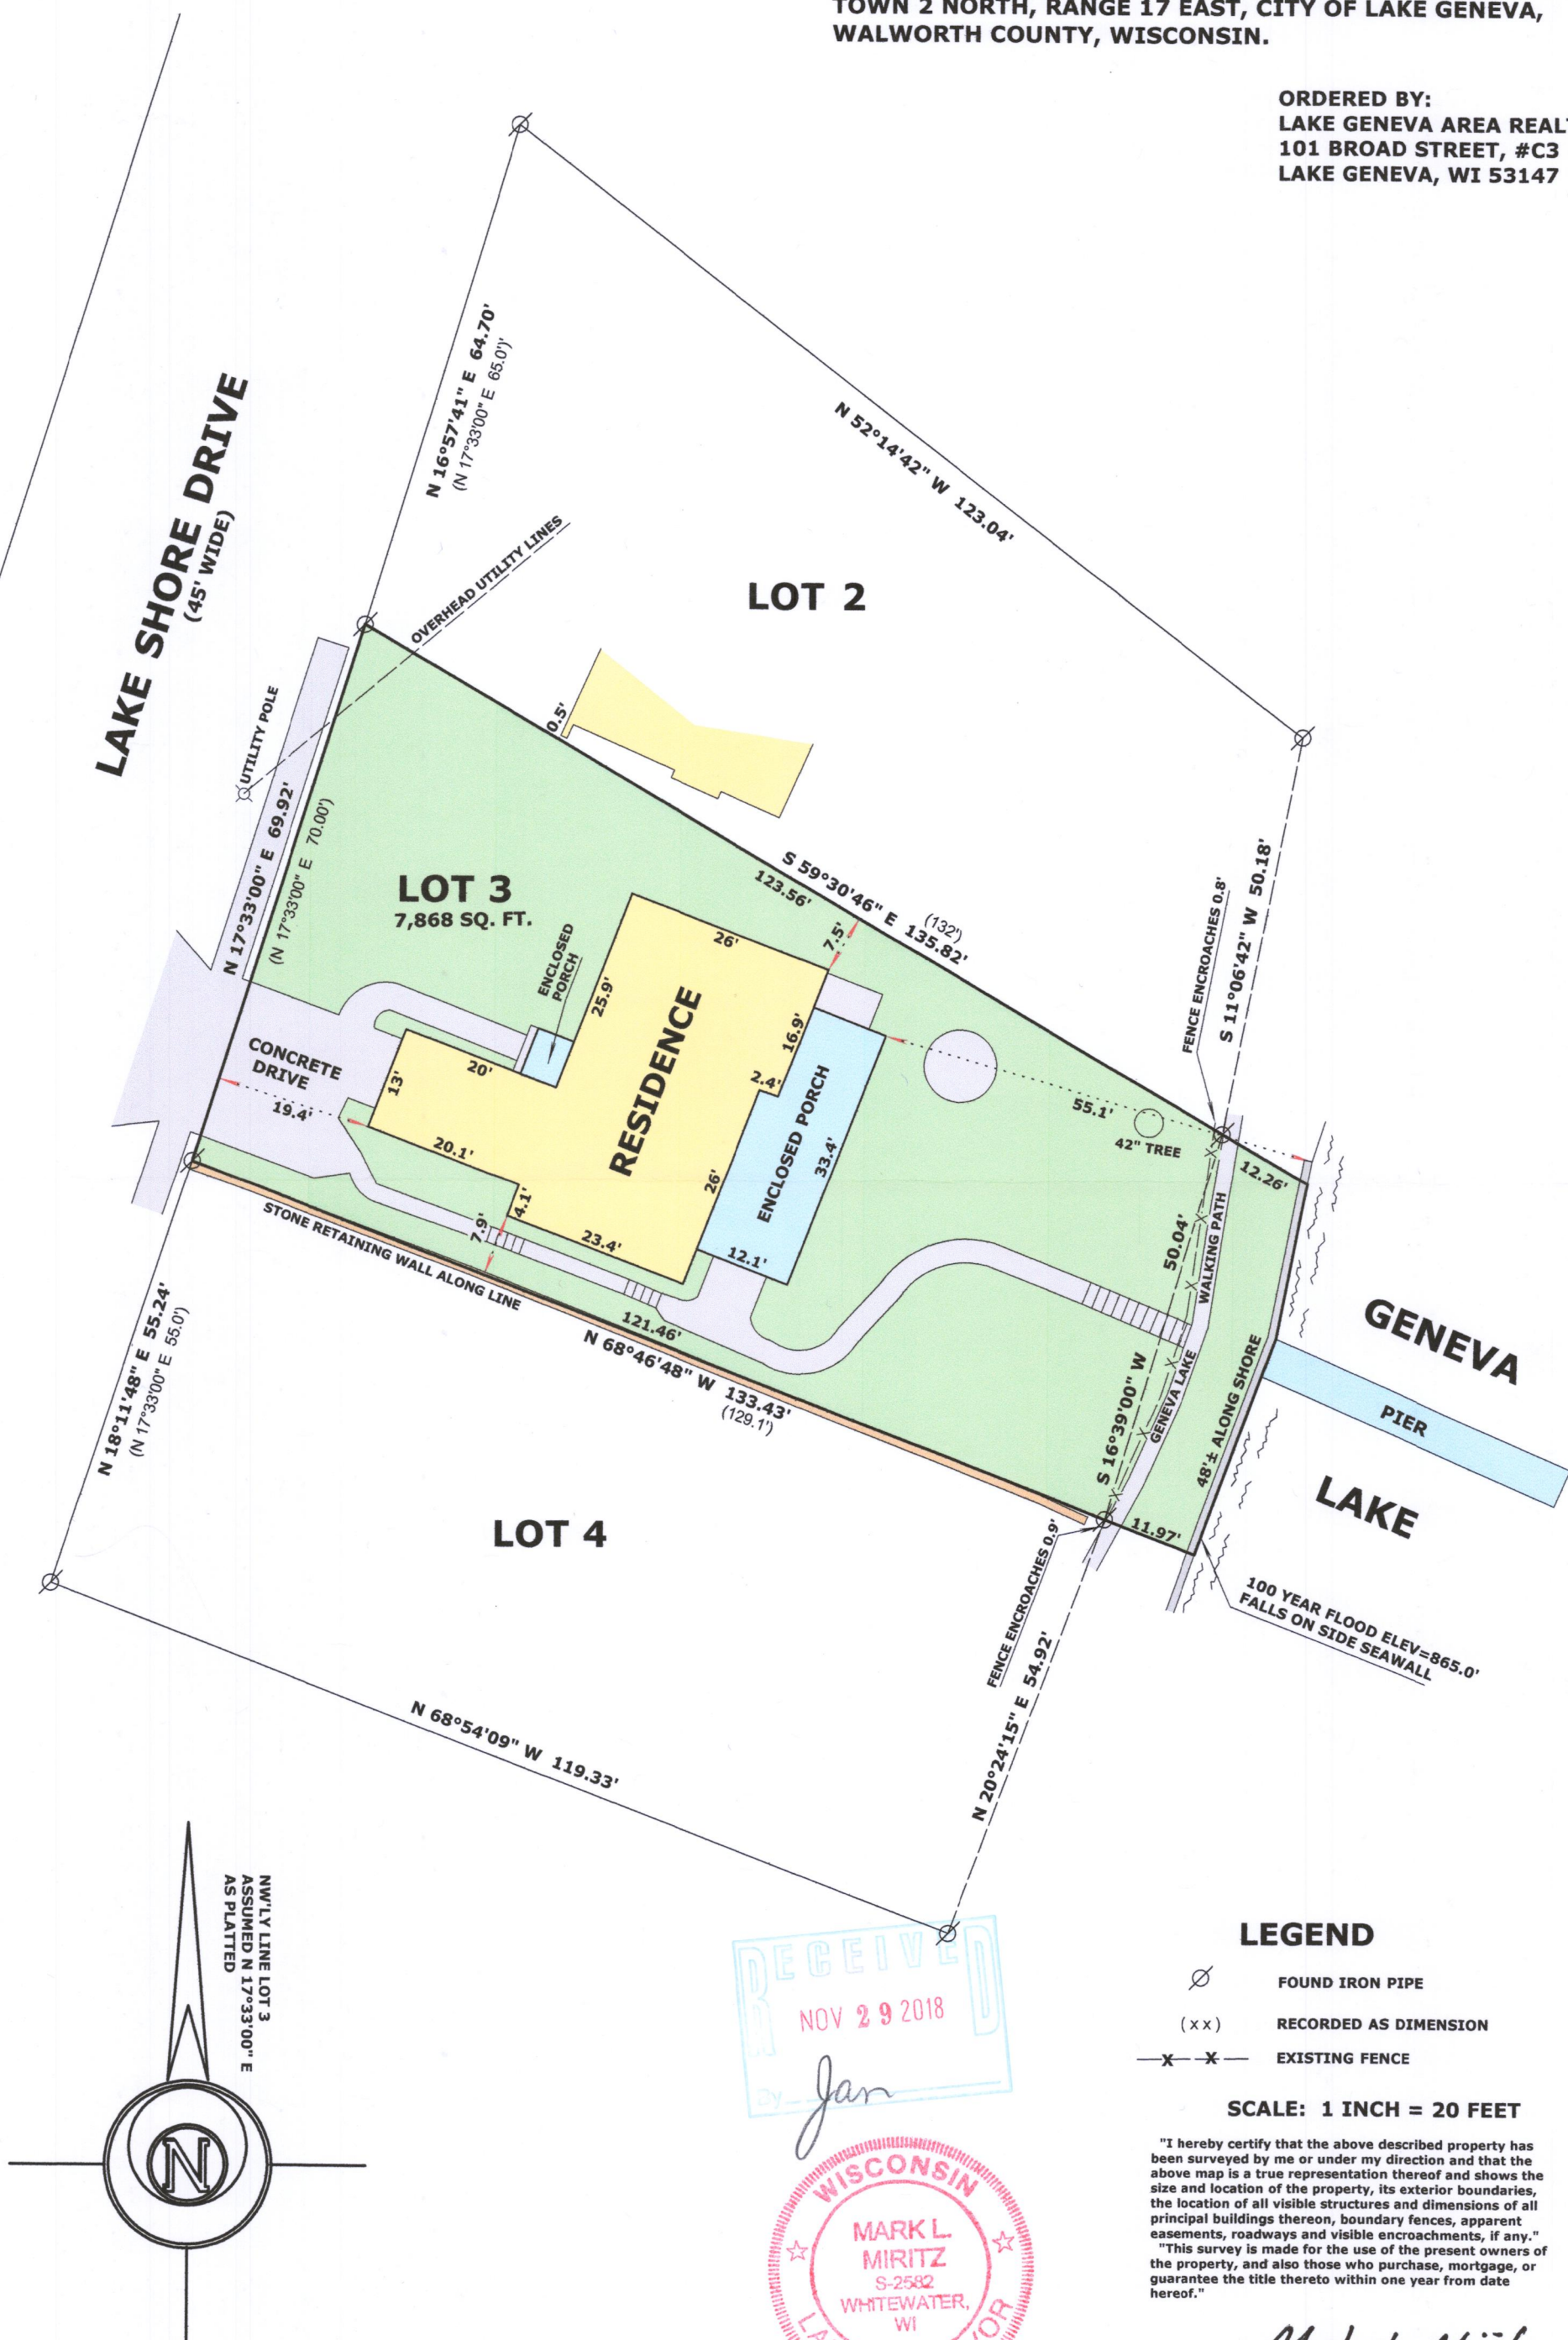 TOWN 2 NORTH, RANGE 17 EAST, CITY OF LAKE GENEVA,
WALWORTH COUNTY, WISCONSIN.
ORDERED BY:
LAKE GENEVA AREA REAL
101 BROAD STREET, #C3
LAKE GENEVA, WI 53147
LAKE SHORE DRIVE
(45' WIDE)
N 16°57'41" E 64.70'
(N 17°33'00" E 65.0')'
N 52°14'42" W 123.04'
OVERHEAD UTILITY LINES
LOT 2
UTILITY POLE
0.5'
N 17°33'00" E 69.92'
(N 17°33'00" E 70.00')
LOT 3
7,868 SQ. FT.
S 59°30'46" E 135.82'
(132')
123.56'
7.5'
S 11°06'42" W 50.18'
FENCE ENCROACHES 0.8'
ENCLOSED
PORCH
26'
25.9'
RESIDENCE
16.9'
2.4'
CONCRETE
DRIVE
20'
13'
19.4'
20.1'
4.1'
7.9'
23.4'
26'
ENCLOSED PORCH
33.4'
12.1'
55.1'
42" TREE
12.26'
50.04'
S 16°39'00" W
GENEVA LAKE WALKING PATH
48'± ALONG SHORE
STONE RETAINING WALL ALONG LINE
121.46'
N 68°46'48" W 133.43'
(129.1')
N 18°11'48" E 55.24'
(N 17°33'00" E 55.0')
GENEVA
PIER
LAKE
11.97'
LOT 4
FENCE ENCROACHES 0.9'
100 YEAR FLOOD ELEV=865.0'
FALLS ON SIDE SEAWALL
N 20°24'15" E 54.92'
N 68°54'09" W 119.33'
NW'LY LINE LOT 3
ASSUMED N 17°33'00" E
AS PLATTED
N
RECEIVED
NOV 29 2018
By Jan
WISCONSIN
MARK L.
MIRITZ
S-2582
WHITEWATER,
WI
LEGEND
FOUND IRON PIPE
(xx) RECORDED AS DIMENSION
x x EXISTING FENCE
SCALE: 1 INCH = 20 FEET
"I hereby certify that the above described property has
been surveyed by me or under my direction and that the
above map is a true representation thereof and shows the
size and location of the property, its exterior boundaries,
the location of all visible structures and dimensions of all
principal buildings thereon, boundary fences, apparent
easements, roadways and visible encroachments, if any."
"This survey is made for the use of the present owners of
the property, and also those who purchase, mortgage, or
guarantee the title thereto within one year from date
hereof."